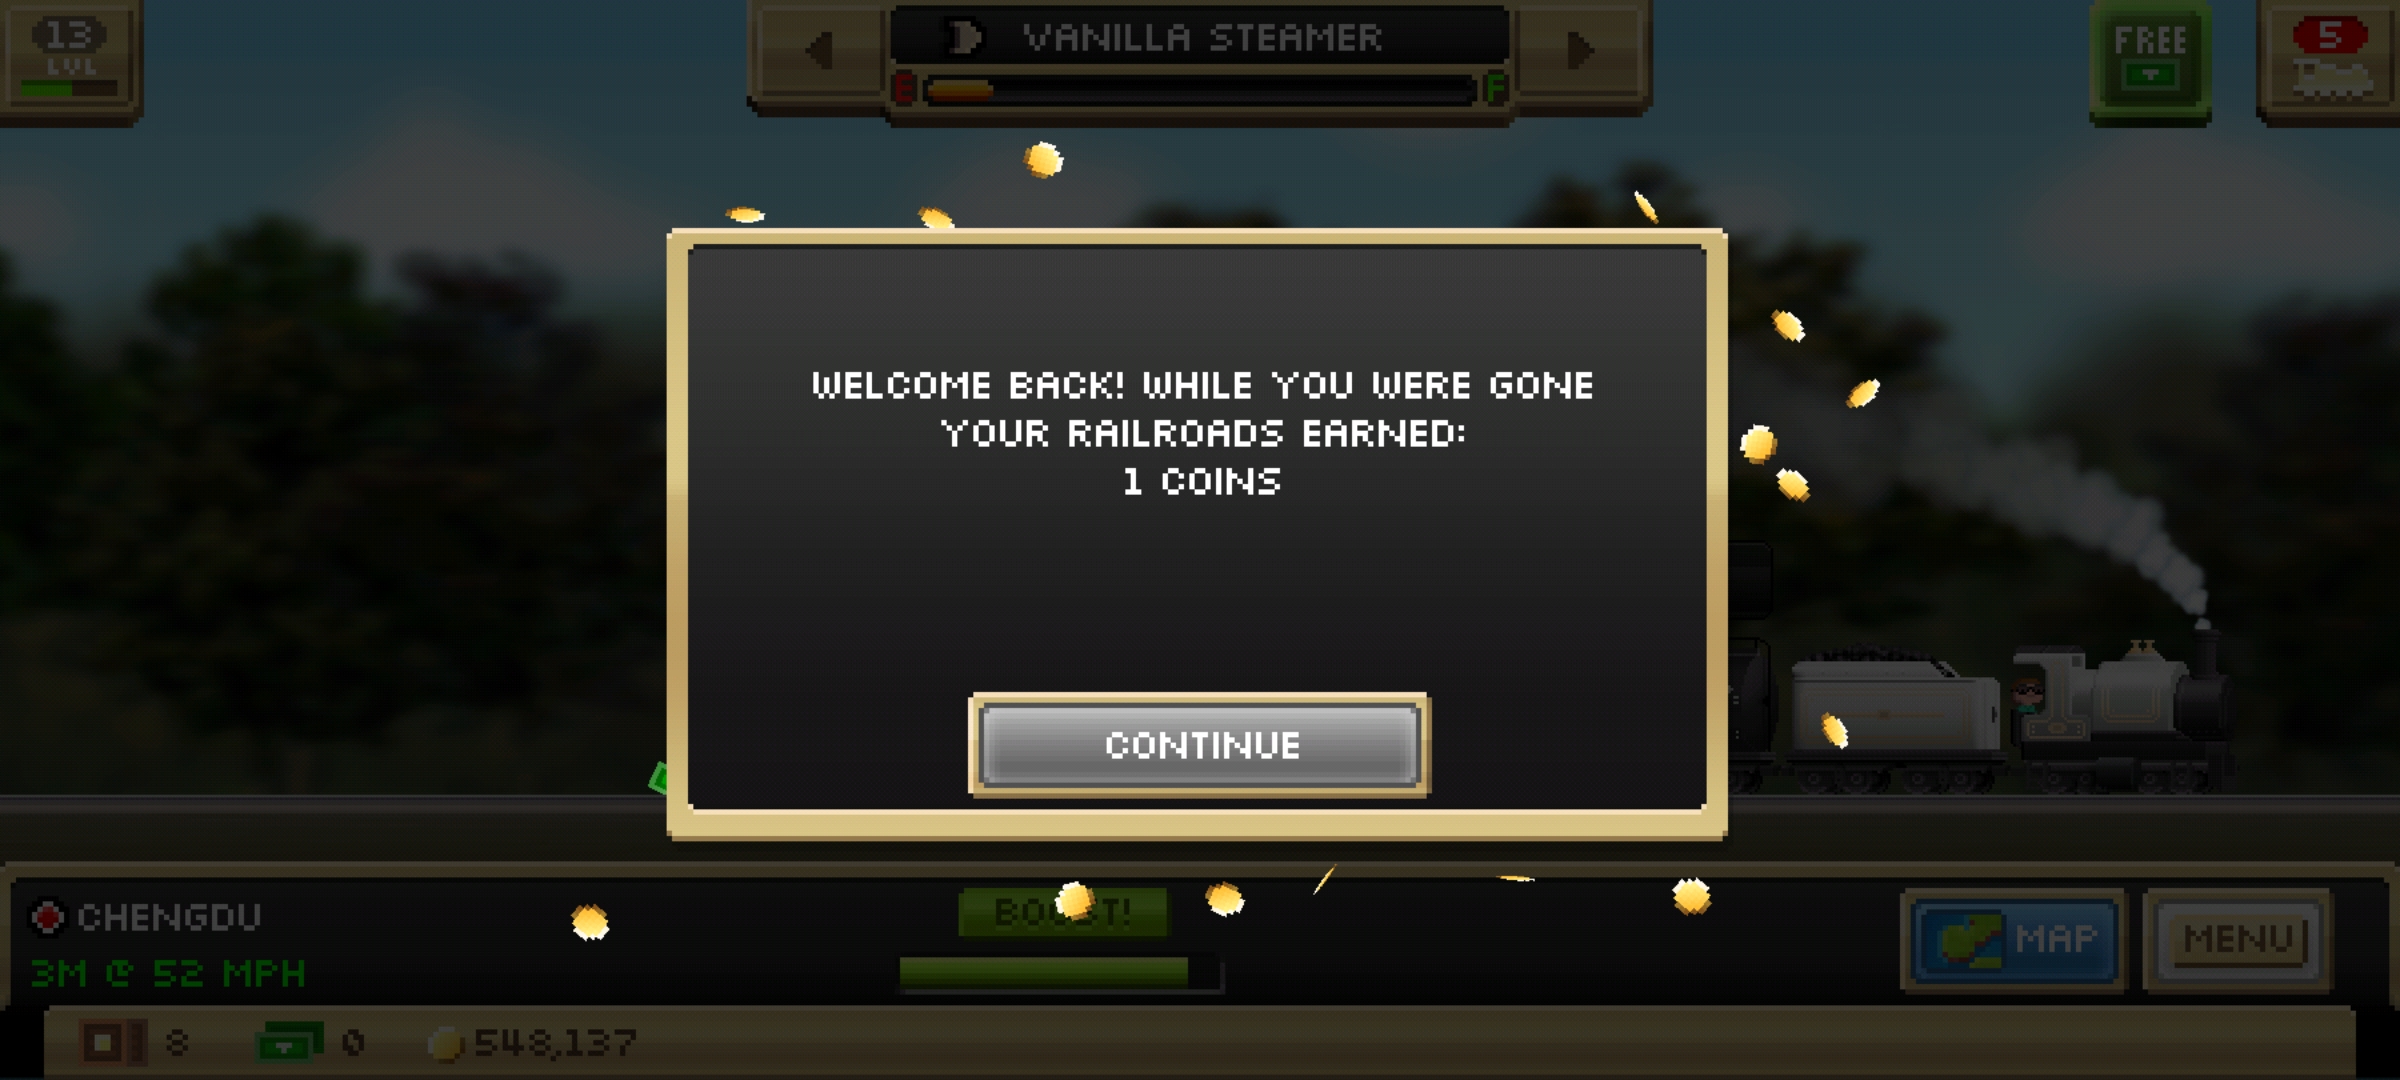 13
LVL
VANILLA STEAMER
E
F
FREE
5
WELCOME BACK! WHILE YOU WERE GONE
YOUR RAILROADS EARNED:
1 COINS
CONTINUE
CHENGDU
3M @ 52 MPH
BOOST!
MAP
MENU
8
0
548,137